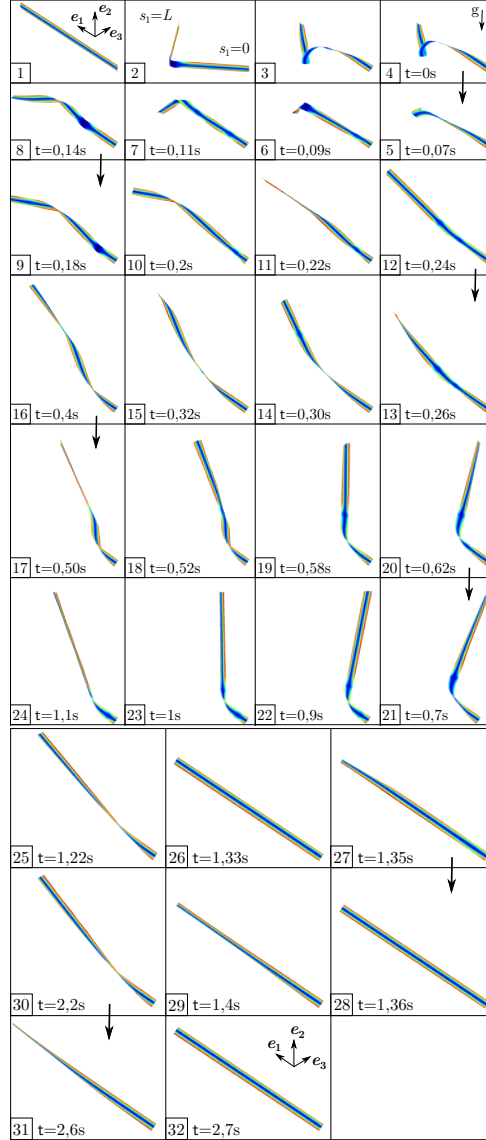 e₂
e₁ e₃
1
s₁=L
s₁=0
2
3
g
4 t=0s
8 t=0,14s
7 t=0,11s
6 t=0,09s
5 t=0,07s
9 t=0,18s
10 t=0,2s
11 t=0,22s
12 t=0,24s
16 t=0,4s
15 t=0,32s
14 t=0,30s
13 t=0,26s
17 t=0,50s
18 t=0,52s
19 t=0,58s
20 t=0,62s
24 t=1,1s
23 t=1s
22 t=0,9s
21 t=0,7s
25 t=1,22s
26 t=1,33s
27 t=1,35s
30 t=2,2s
29 t=1,4s
28 t=1,36s
31 t=2,6s
e₂
e₁ e₃
32 t=2,7s